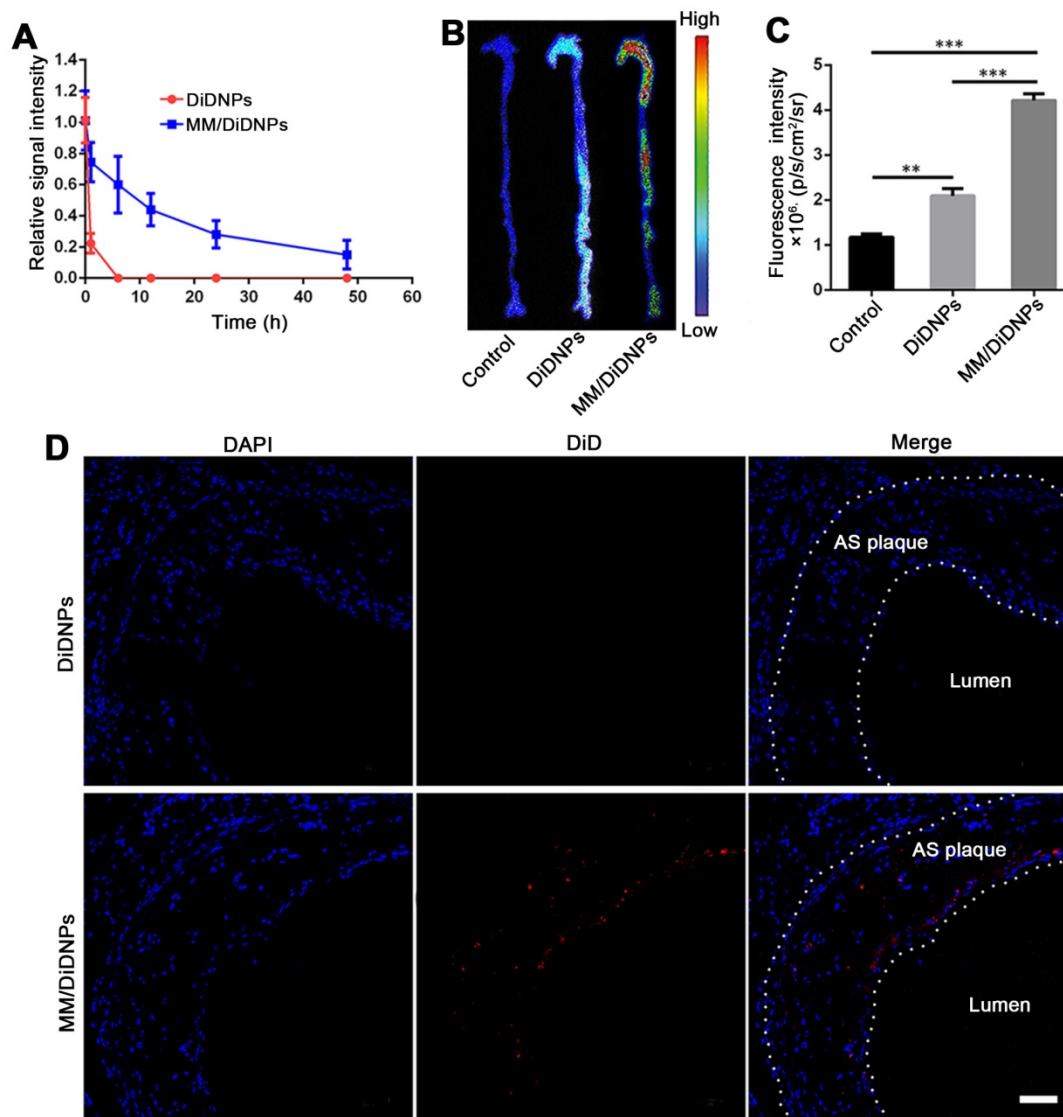 A
Relative signal intensity
1.4
1.2
1.0
0.8
0.6
0.4
0.2
0.0
0
10
20
30
40
50
60
Time (h)
DiDNPs
MM/DiDNPs
B
High
Low
Control
DiDNPs
MM/DiDNPs
C
Fluorescence intensity
×10⁶, (p/s/cm²/sr)
5
4
3
2
1
0
***
***
**
Control
DiDNPs
MM/DiDNPs
D
DAPI
DiD
Merge
DiDNPs
AS plaque
Lumen
MM/DiDNPs
AS plaque
Lumen